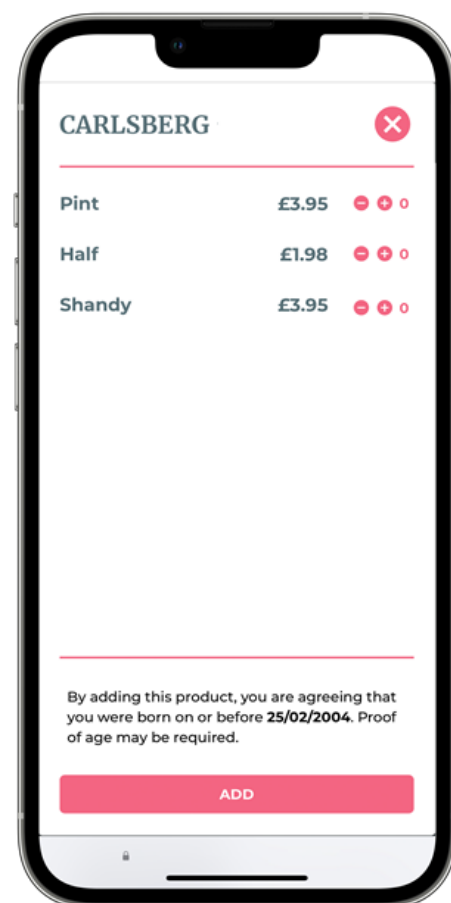 CARLSBERG
Pint £3.95 0
Half £1.98 0
Shandy £3.95 0
By adding this product, you are agreeing that
you were born on or before 25/02/2004. Proof
of age may be required.
ADD